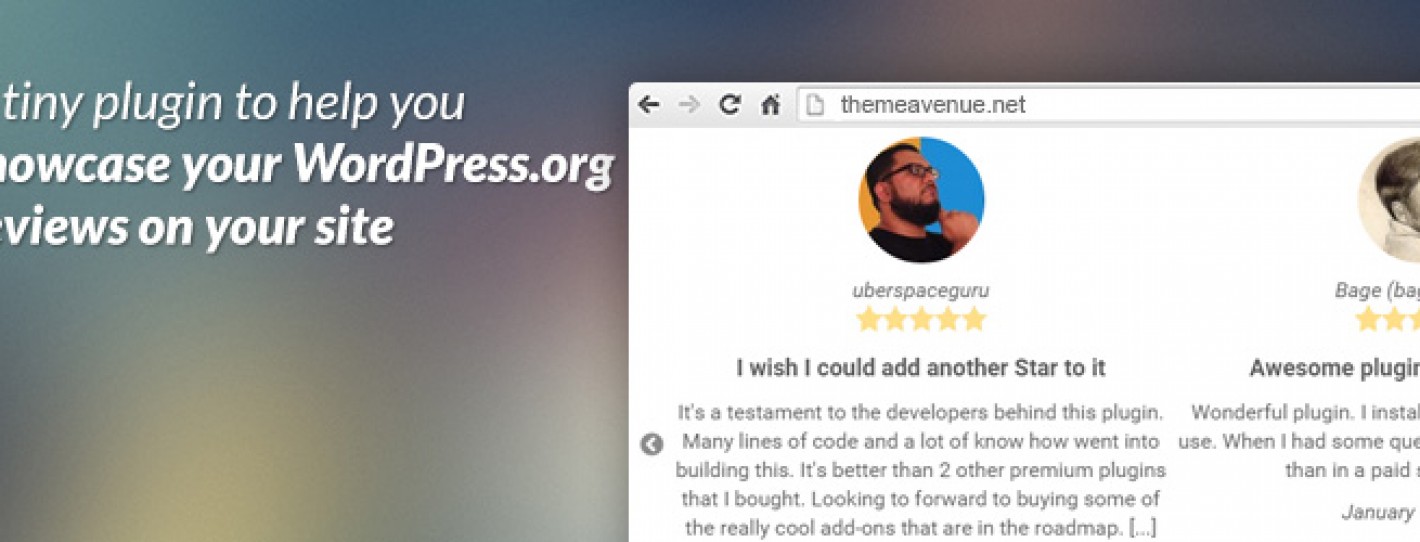 tiny plugin to help you
howcase your WordPress.org
eviews on your site
themeavenue.net
uberspaceguru
I wish I could add another Star to it
It's a testament to the developers behind this plugin.
Many lines of code and a lot of know how went into
building this. It's better than 2 other premium plugins
that I bought. Looking to forward to buying some of
the really cool add-ons that are in the roadmap. [...]
Bage (bag
Awesome plugin
Wonderful plugin. I instal
use. When I had some que
than in a paid s
January